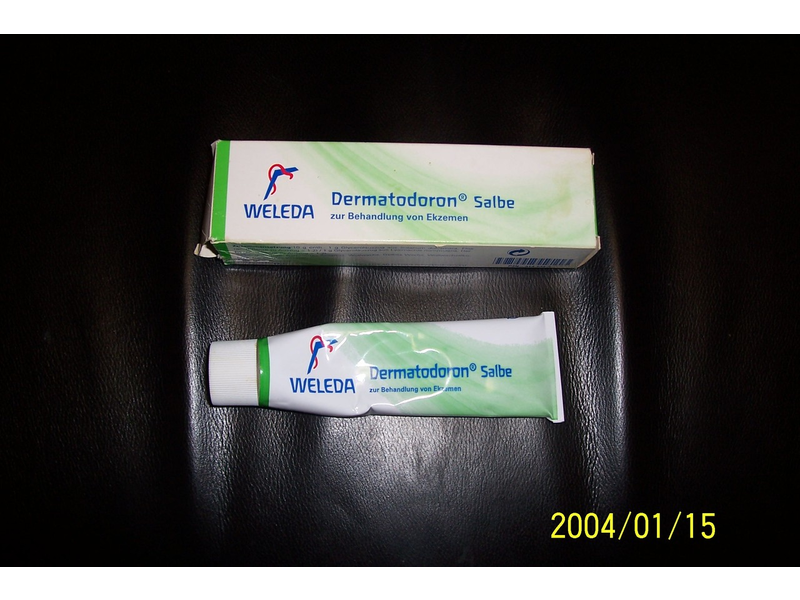 WELEDA
Dermatodoron® Salbe
zur Behandlung von Ekzemen
WELEDA
Dermatodoron® Salbe
zur Behandlung von Ekzemen
2004/01/15